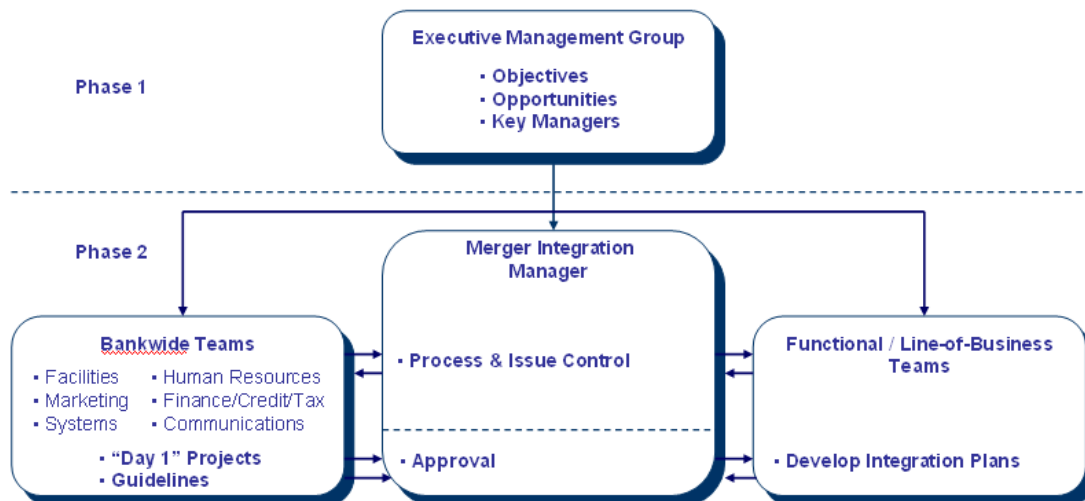 Phase 1
Executive Management Group
▪ Objectives
▪ Opportunities
▪ Key Managers
Phase 2
Merger Integration
Manager
▪ Process & Issue Control
▪ Approval
Bankwide Teams
▪ Facilities ▪ Human Resources
▪ Marketing ▪ Finance/Credit/Tax
▪ Systems ▪ Communications
▪ “Day 1” Projects
▪ Guidelines
Functional / Line-of-Business
Teams
▪ Develop Integration Plans